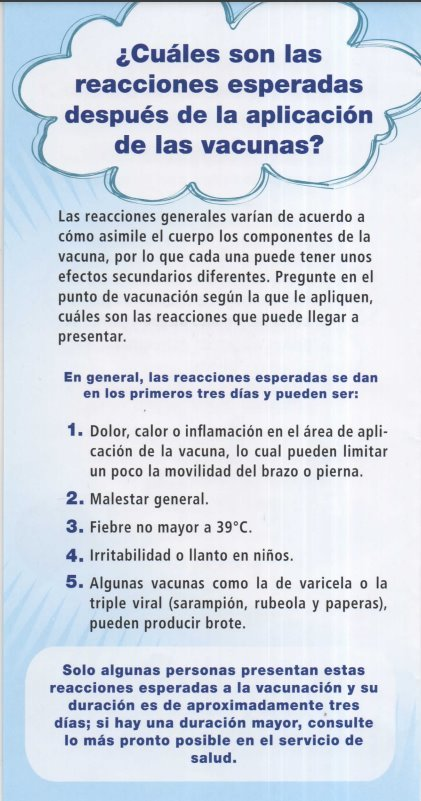 ¿Cuáles son las
reacciones esperadas
después de la aplicación
de las vacunas?
Las reacciones generales varían de acuerdo a
cómo asimile el cuerpo los componentes de la
vacuna, por lo que cada una puede tener unos
efectos secundarios diferentes. Pregunte en el
punto de vacunación según la que le apliquen,
cuáles son las reacciones que puede llegar a
presentar.
En general, las reacciones esperadas se dan
en los primeros tres días y pueden ser:
1. Dolor, calor o inflamación en el área de apli-
cación de la vacuna, lo cual pueden limitar
un poco la movilidad del brazo o pierna.
2. Malestar general.
3. Fiebre no mayor a 39°C.
4. Irritabilidad o llanto en niños.
5. Algunas vacunas como la de varicela o la
triple viral (sarampión, rubeola y paperas),
pueden producir brote.
Solo algunas personas presentan estas
reacciones esperadas a la vacunación y su
duración es de aproximadamente tres
días; si hay una duración mayor, consulte
lo más pronto posible en el servicio de
salud.